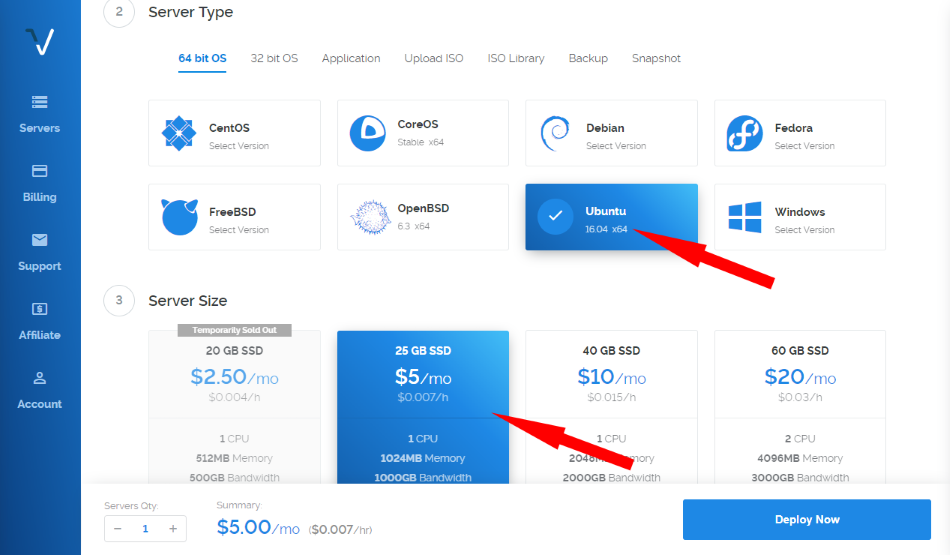 2
Server Type
64 bit OS
32 bit OS
Application
Upload ISO
ISO Library
Backup
Snapshot
CentOS
Select Version
CoreOS
Stable x64
Debian
Select Version
Fedora
Select Version
FreeBSD
Select Version
OpenBSD
6.3 x64
Ubuntu
16.04 x64
Windows
Select Version
Servers
Billing
Support
Affiliate
Account
3
Server Size
Temporarily Sold Out
20 GB SSD
$2.50/mo
$0.004/h
1 CPU
512MB Memory
500GB Bandwidth
25 GB SSD
$5/mo
$0.007/h
1 CPU
1024MB Memory
1000GB Bandwidth
40 GB SSD
$10/mo
$0.015/h
1 CPU
2048MB Memory
2000GB Bandwidth
60 GB SSD
$20/mo
$0.03/h
2 CPU
4096MB Memory
3000GB Bandwidth
Servers Qty:
− 1 +
Summary:
$5.00/mo ($0.007/hr)
Deploy Now